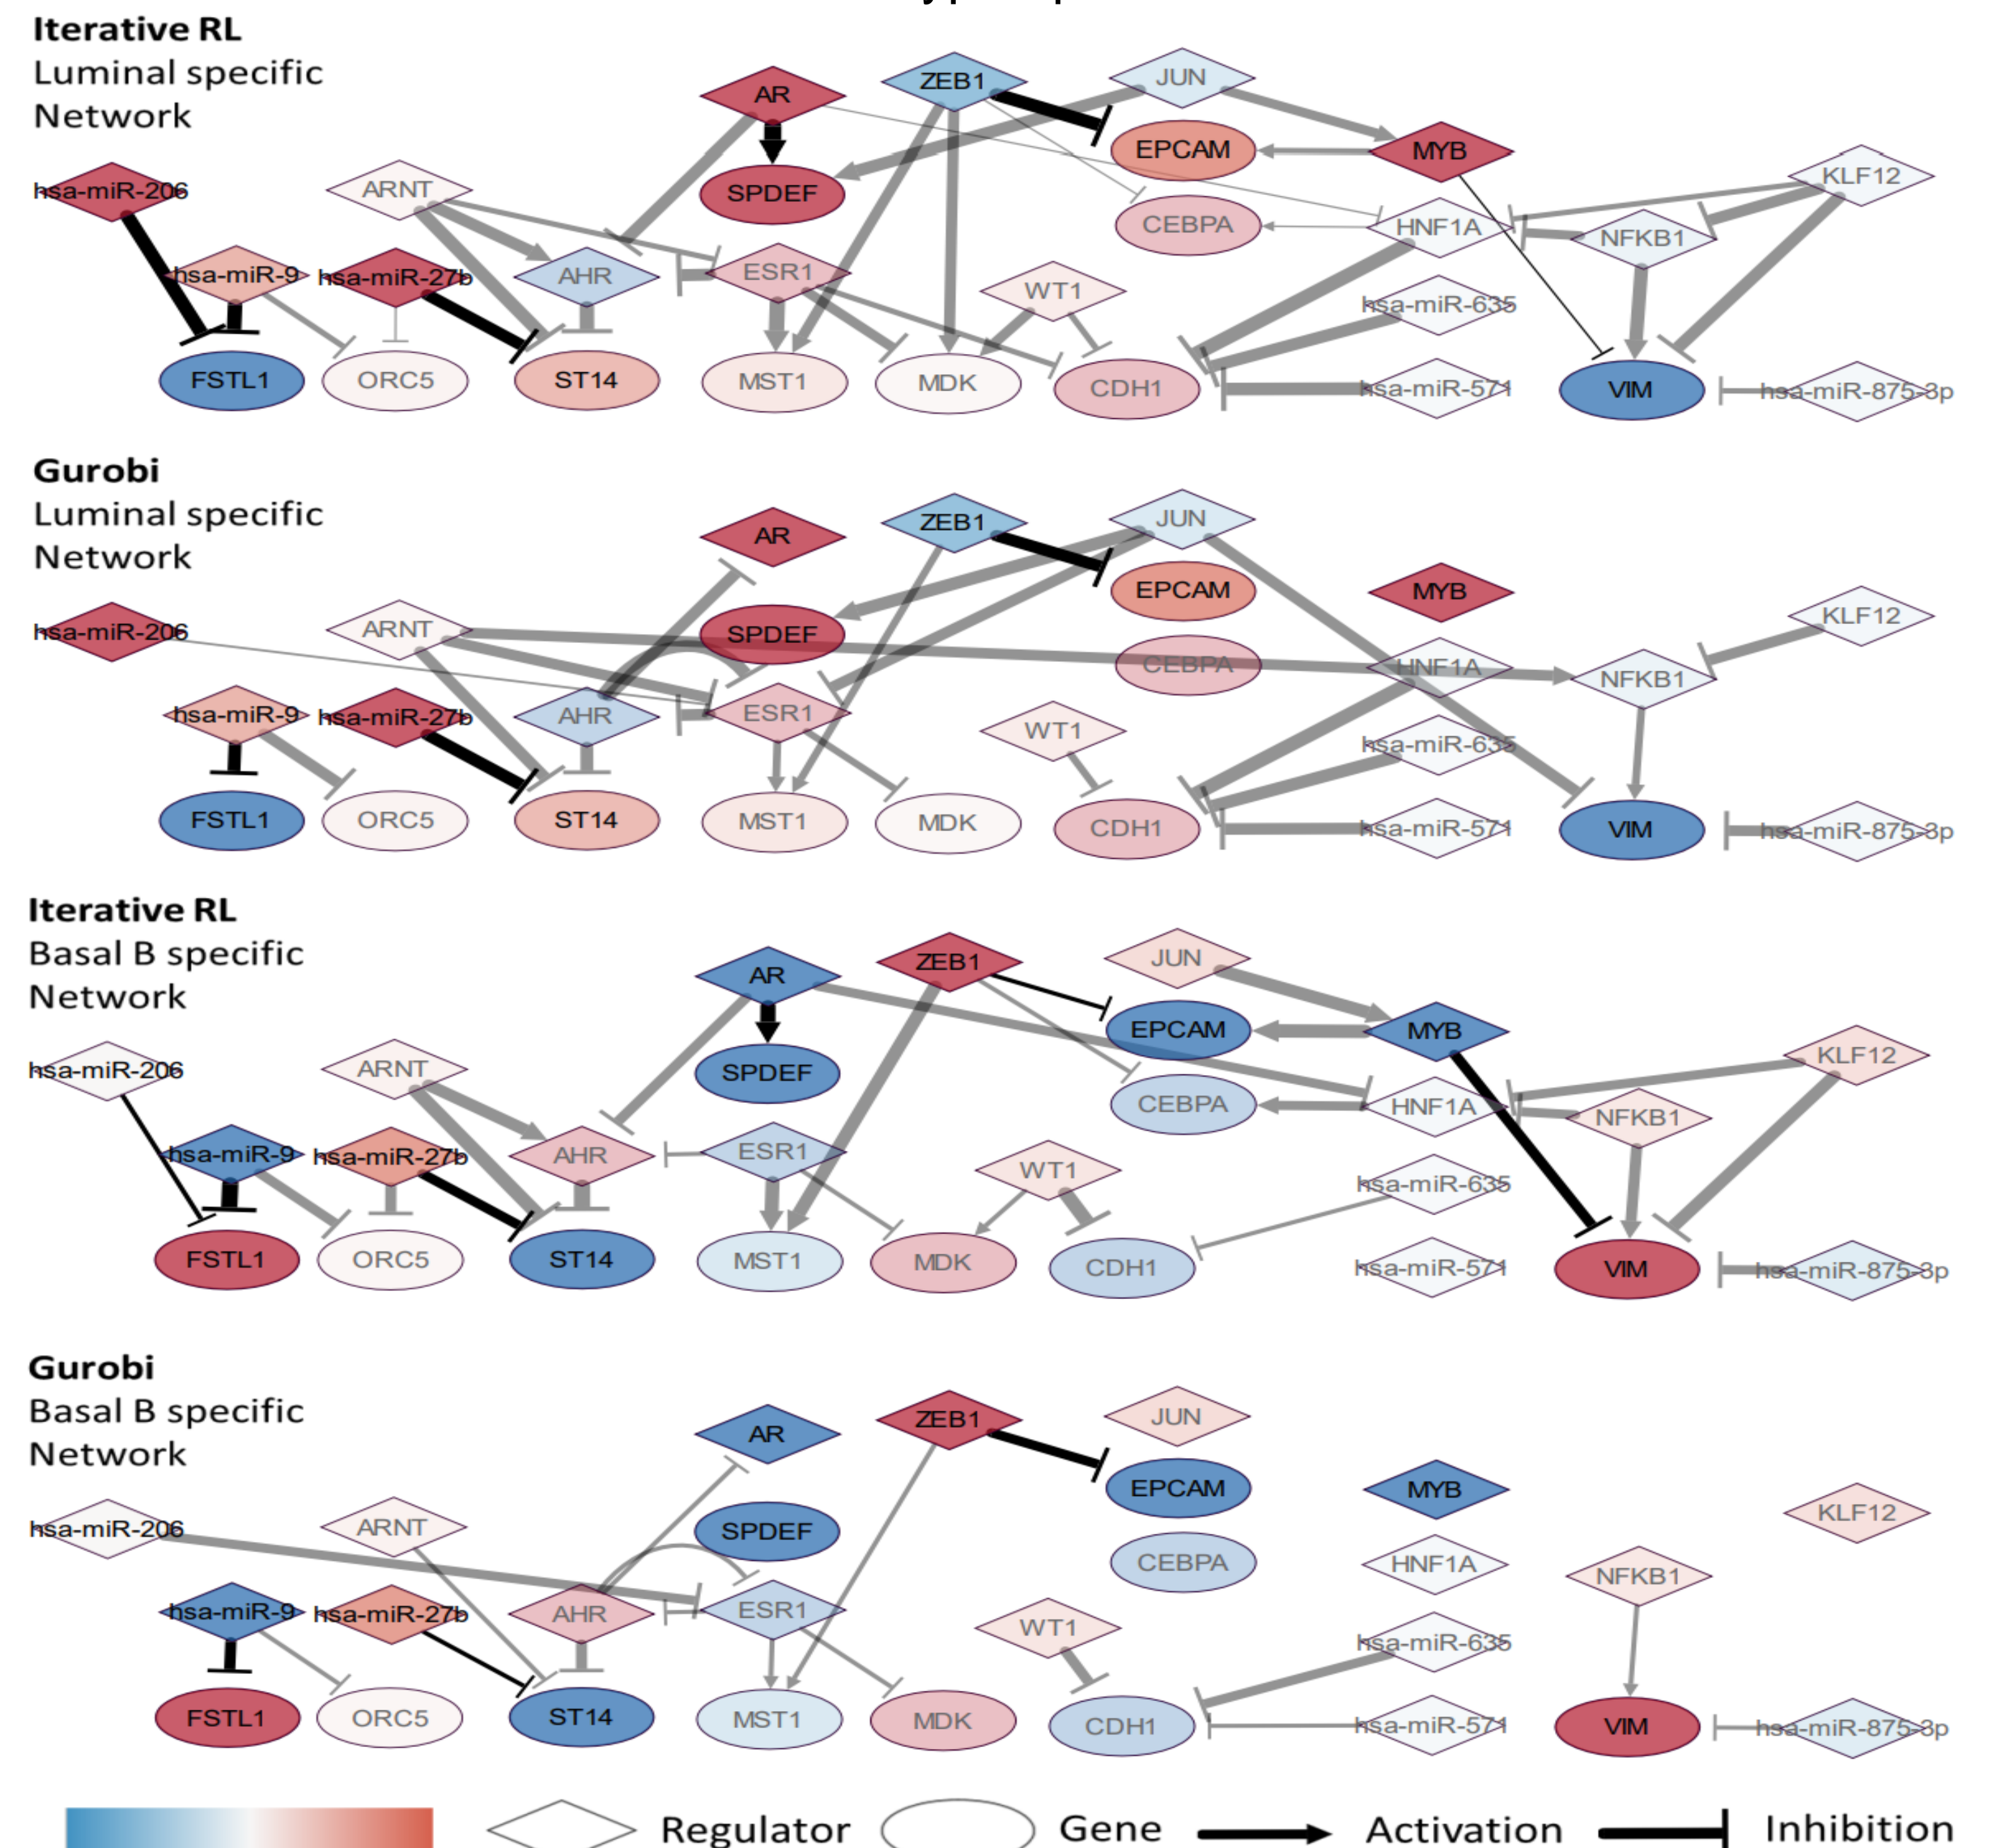 Iterative RL
Luminal specific
Network
AR
ZEB1
JUN
EPCAM
MYB
hsa-miR-206
ARNT
SPDEF
CEBPA
HNF1A
KLF12
NFKB1
hsa-miR-9
hsa-miR-27b
AHR
ESR1
WT1
hsa-miR-635
FSTL1
ORC5
ST14
MST1
MDK
CDH1
hsa-miR-571
VIM
hsa-miR-875-3p
Gurobi
Luminal specific
Network
AR
ZEB1
JUN
EPCAM
MYB
hsa-miR-206
ARNT
SPDEF
CEBPA
HNF1A
KLF12
NFKB1
hsa-miR-9
hsa-miR-27b
AHR
ESR1
WT1
hsa-miR-635
FSTL1
ORC5
ST14
MST1
MDK
CDH1
hsa-miR-571
VIM
hsa-miR-875-3p
Iterative RL
Basal B specific
Network
AR
ZEB1
JUN
EPCAM
MYB
hsa-miR-206
ARNT
SPDEF
CEBPA
HNF1A
KLF12
NFKB1
hsa-miR-9
hsa-miR-27b
AHR
ESR1
WT1
hsa-miR-635
FSTL1
ORC5
ST14
MST1
MDK
CDH1
hsa-miR-571
VIM
hsa-miR-875-3p
Gurobi
Basal B specific
Network
AR
ZEB1
JUN
EPCAM
MYB
hsa-miR-206
ARNT
SPDEF
CEBPA
HNF1A
KLF12
NFKB1
hsa-miR-9
hsa-miR-27b
AHR
ESR1
WT1
hsa-miR-635
FSTL1
ORC5
ST14
MST1
MDK
CDH1
hsa-miR-571
VIM
hsa-miR-875-3p
Regulator
Gene
Activation
Inhibition